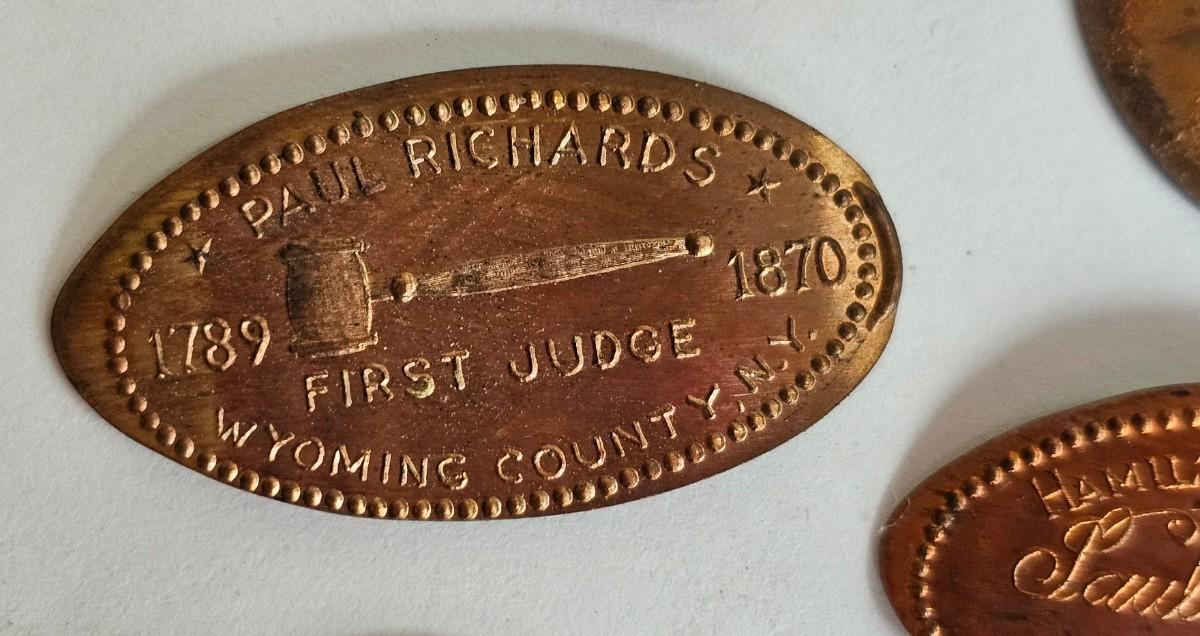 PAUL RICHARDS
1789
1870
FIRST JUDGE
WYOMING COUNTY, N.Y.